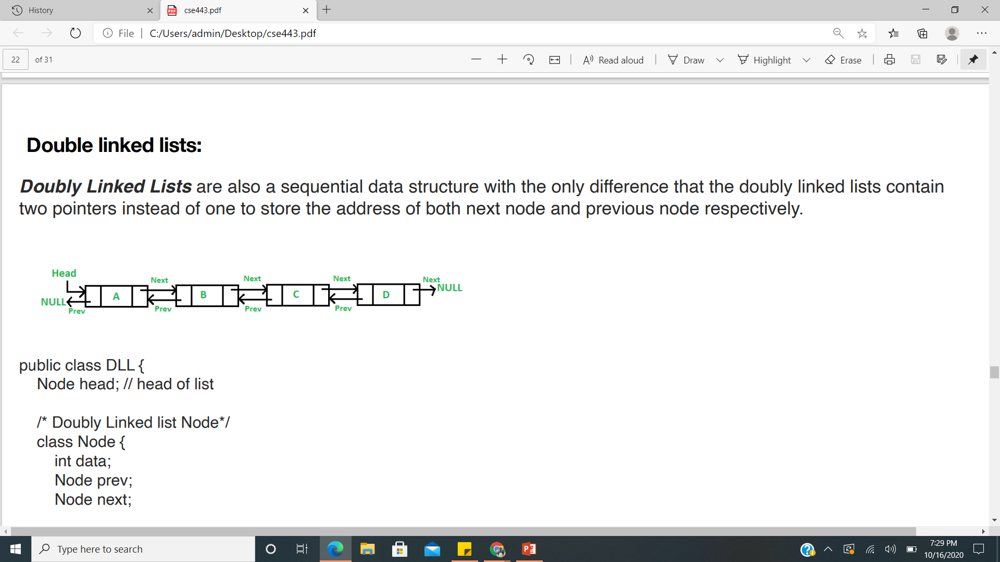 History
cse443.pdf
File
C:/Users/admin/Desktop/cse443.pdf
22 of 31
Read aloud
Draw
Highlight
Erase
Double linked lists:
Doubly Linked Lists are also a sequential data structure with the only difference that the doubly linked lists contain
two pointers instead of one to store the address of both next node and previous node respectively.
Head
Next Next Next Next
NULL A B C D NULL
Prev Prev Prev Prev
public class DLL {
Node head; // head of list
/* Doubly Linked list Node*/
class Node {
int data;
Node prev;
Node next;
Type here to search
7:29 PM
10/16/2020